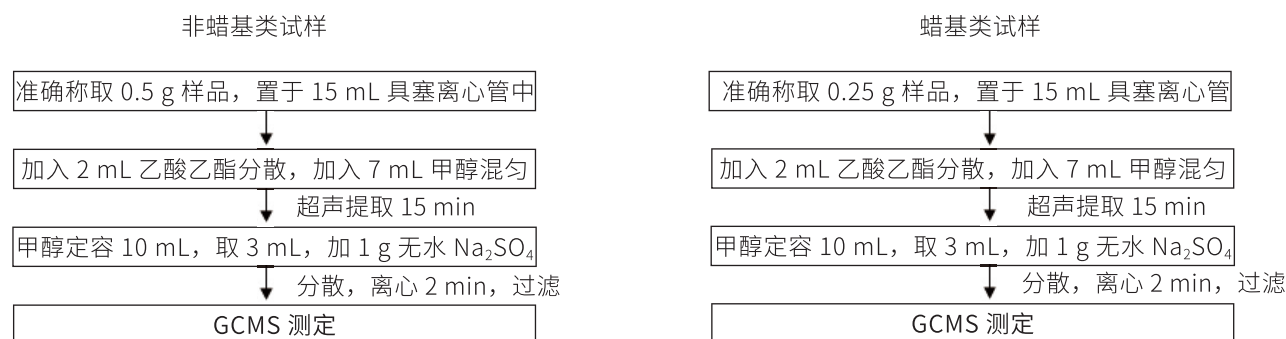 非蜡基类试样
准确称取 0.5 g 样品，置于 15 mL 具塞离心管中
加入 2 mL 乙酸乙酯分散，加入 7 mL 甲醇混匀
超声提取 15 min
甲醇定容 10 mL，取 3 mL，加 1 g 无水 Na₂SO₄
分散，离心 2 min，过滤
GCMS 测定
蜡基类试样
准确称取 0.25 g 样品，置于 15 mL 具塞离心管
加入 2 mL 乙酸乙酯分散，加入 7 mL 甲醇混匀
超声提取 15 min
甲醇定容 10 mL，取 3 mL，加 1 g 无水 Na₂SO₄
分散，离心 2 min，过滤
GCMS 测定